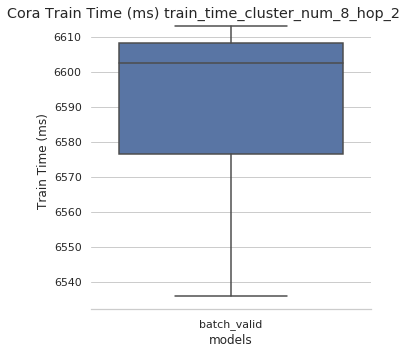 Cora Train Time (ms) train_time_cluster_num_8_hop_2
6610
6600
6590
6580
6570
6560
6550
6540
Train Time (ms)
batch_valid
models